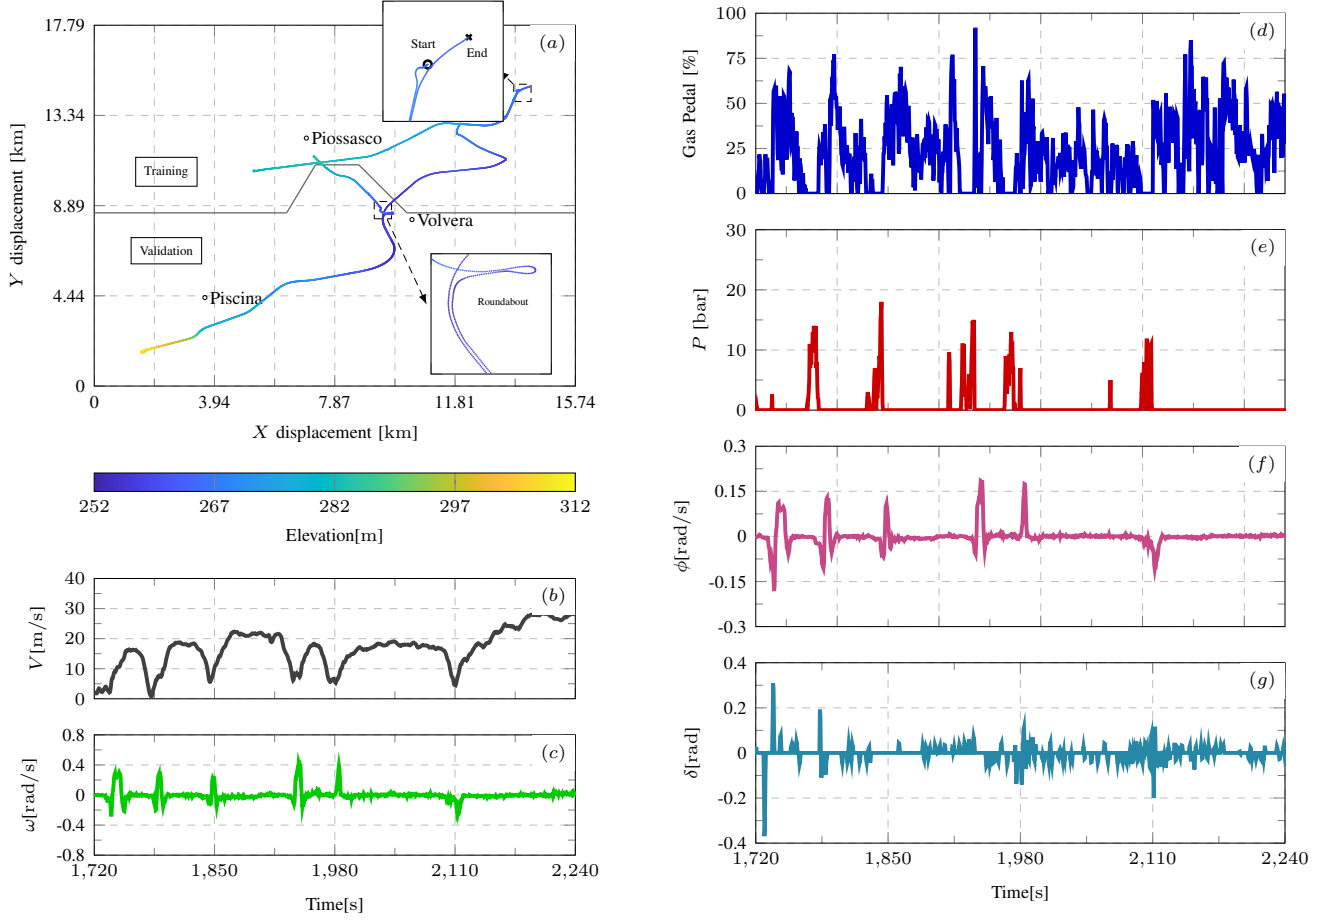 17.79
13.34
8.89
4.44
0
Y displacement [km]
(a)
Start
End
Piossasco
Training
Volvera
Validation
Piscina
Roundabout
0
3.94
7.87
11.81
15.74
X displacement [km]
252
267
282
297
312
Elevation[m]
40
30
20
10
0
V[m/s]
(b)
0.8
0.4
0
-0.4
-0.8
ω[rad/s]
(c)
1,720
1,850
1,980
2,110
2,240
Time[s]
100
75
50
25
0
Gas Pedal [%]
(d)
30
20
10
0
P [bar]
(e)
0.3
0.15
0
-0.15
-0.3
ϕ[rad/s]
(f)
0.4
0.2
0
-0.2
-0.4
δ[rad]
(g)
1,720
1,850
1,980
2,110
2,240
Time[s]